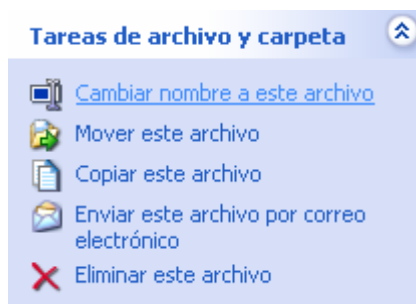 Tareas de archivo y carpeta
Cambiar nombre a este archivo
Mover este archivo
Copiar este archivo
Enviar este archivo por correo
electrónico
Eliminar este archivo